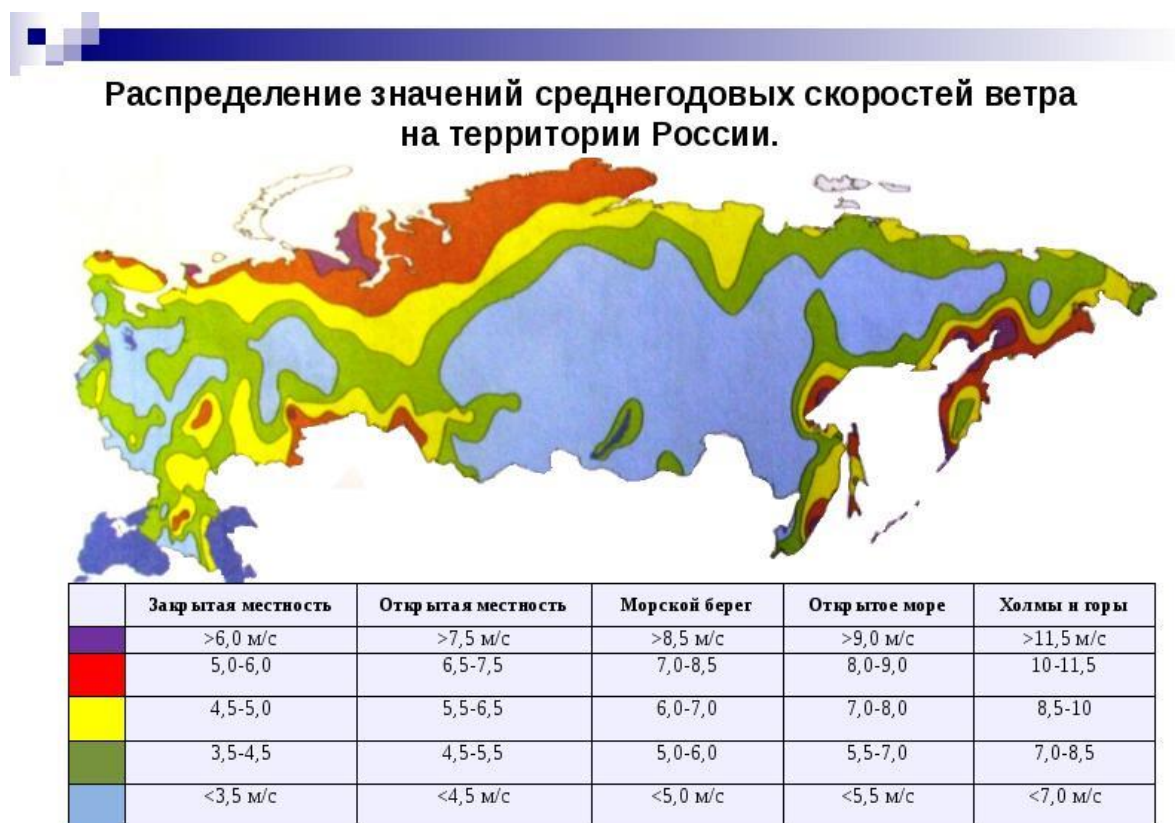 Распределение значений среднегодовых скоростей ветра
на территории России.
Закрытая местность Открытая местность Морской берег Открытое море Холмы и горы
>6,0 м/с >7,5 м/с >8,5 м/с >9,0 м/с >11,5 м/с
5,0-6,0 6,5-7,5 7,0-8,5 8,0-9,0 10-11,5
4,5-5,0 5,5-6,5 6,0-7,0 7,0-8,0 8,5-10
3,5-4,5 4,5-5,5 5,0-6,0 5,5-7,0 7,0-8,5
<3,5 м/с <4,5 м/с <5,0 м/с <5,5 м/с <7,0 м/с